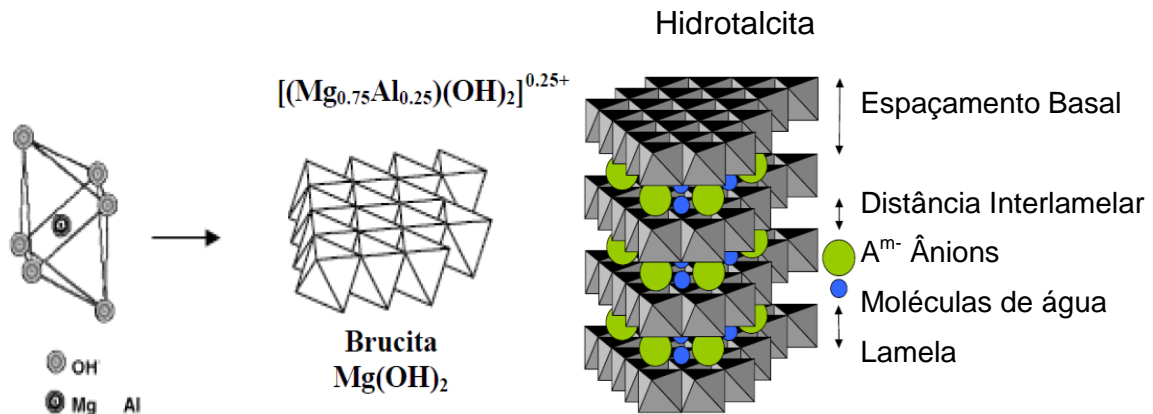 Hidrotalcita
[(Mg0.75Al0.25)(OH)2]0.25+
Espaçamento Basal
Distância Interlamelar
Am- Ânions
Moléculas de água
Lamela
Brucita
Mg(OH)2
OH-
Mg Al